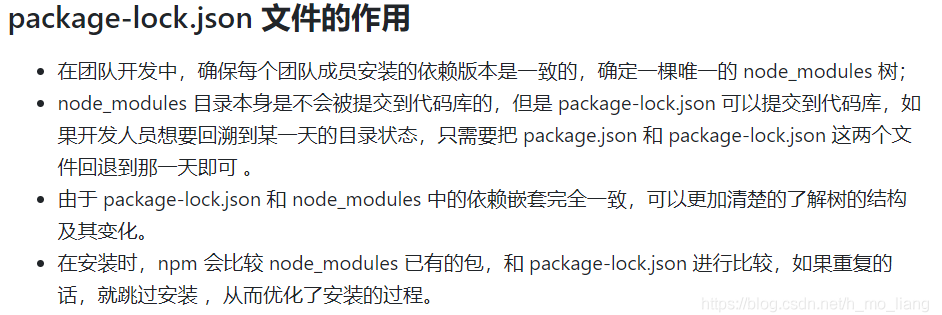 package-lock.json 文件的作用
在团队开发中，确保每个团队成员安装的依赖版本是一致的，确定一棵唯一的 node_modules 树；
node_modules 目录本身是不会被提交到代码库的，但是 package-lock.json 可以提交到代码库，如
果开发人员想要回溯到某一天的目录状态，只需要把 package.json 和 package-lock.json 这两个文
件回退到那一天即可 。
由于 package-lock.json 和 node_modules 中的依赖嵌套完全一致，可以更加清楚的了解树的结构
及其变化。
在安装时，npm 会比较 node_modules 已有的包，和 package-lock.json 进行比较，如果重复的
话，就跳过安装 ，从而优化了安装的过程。
https://blog.csdn.net/h_mo_liang